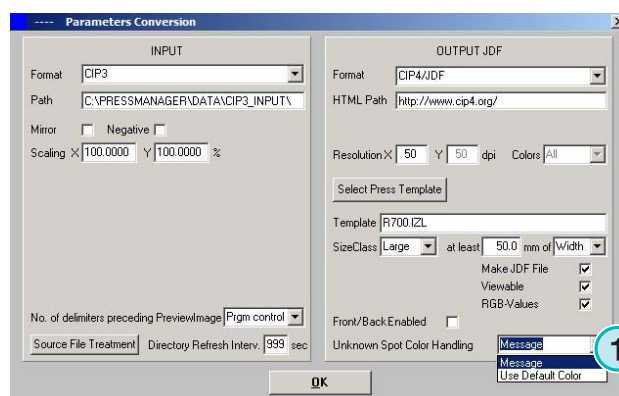 ---- Parameters Conversion
INPUT
Format CIP3
Path C:\PRESSMANAGER\DATA\CIP3_INPUT\
Mirror Negative
Scaling X 100.0000 Y 100.0000 %
No. of delimiters preceding PreviewImage Prgm control
Source File Treatment Directory Refresh Interv. 999 sec
OUTPUT JDF
Format CIP4/JDF
HTML Path http://www.cip4.org/
Resolution X 50 Y 50 dpi Colors All
Select Press Template
Template R700.IZL
SizeClass Large at least 50.0 mm of Width
Make JDF File
Viewable
RGB-Values
Front/Back Enabled
Unknown Spot Color Handling Message
Message
Use Default Color
1
OK